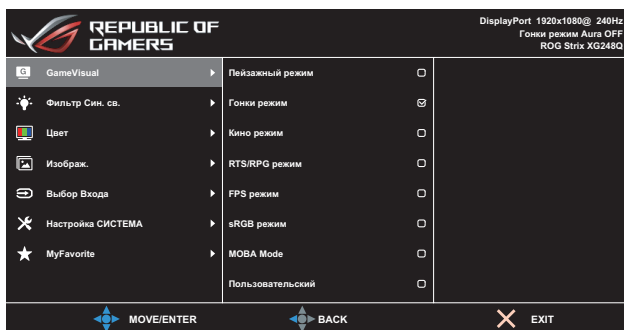 REPUBLIC OF
GAMERS
DisplayPort 1920x1080@ 240Hz
Гонки режим Aura OFF
ROG Strix XG248Q
G
GameVisual
Фильтр Син. св.
Цвет
Изображ.
Выбор Входа
Настройка СИСТЕМА
MyFavorite
Пейзажный режим
Гонки режим
Кино режим
RTS/RPG режим
FPS режим
sRGB режим
MOBA Mode
Пользовательский
MOVE/ENTER
BACK
EXIT